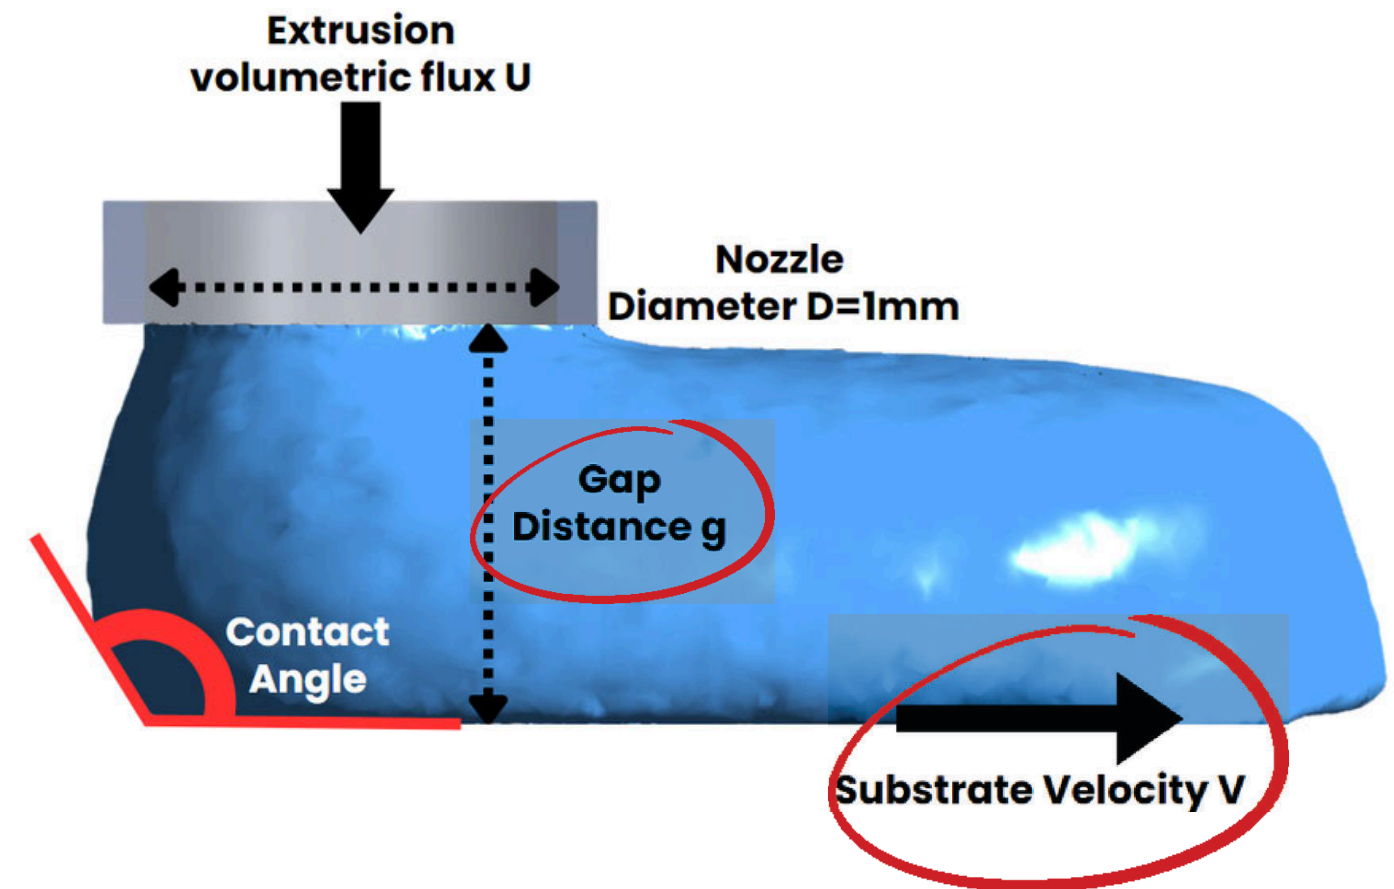 Extrusion
volumetric flux U
Nozzle
Diameter D=1mm
Gap
Distance g
Contact
Angle
Substrate Velocity V